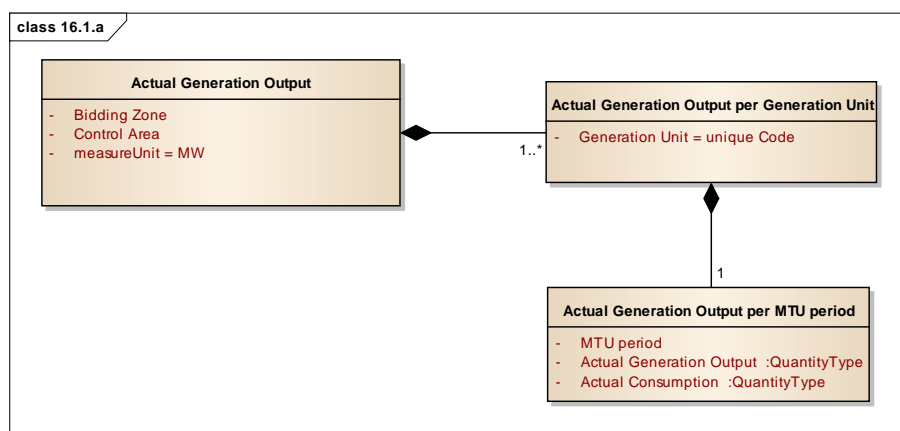 class 16.1.a
Actual Generation Output
- Bidding Zone
- Control Area
- measureUnit = MW
1..*
Actual Generation Output per Generation Unit
- Generation Unit = unique Code
1
Actual Generation Output per MTU period
- MTU period
- Actual Generation Output :QuantityType
- Actual Consumption :QuantityType